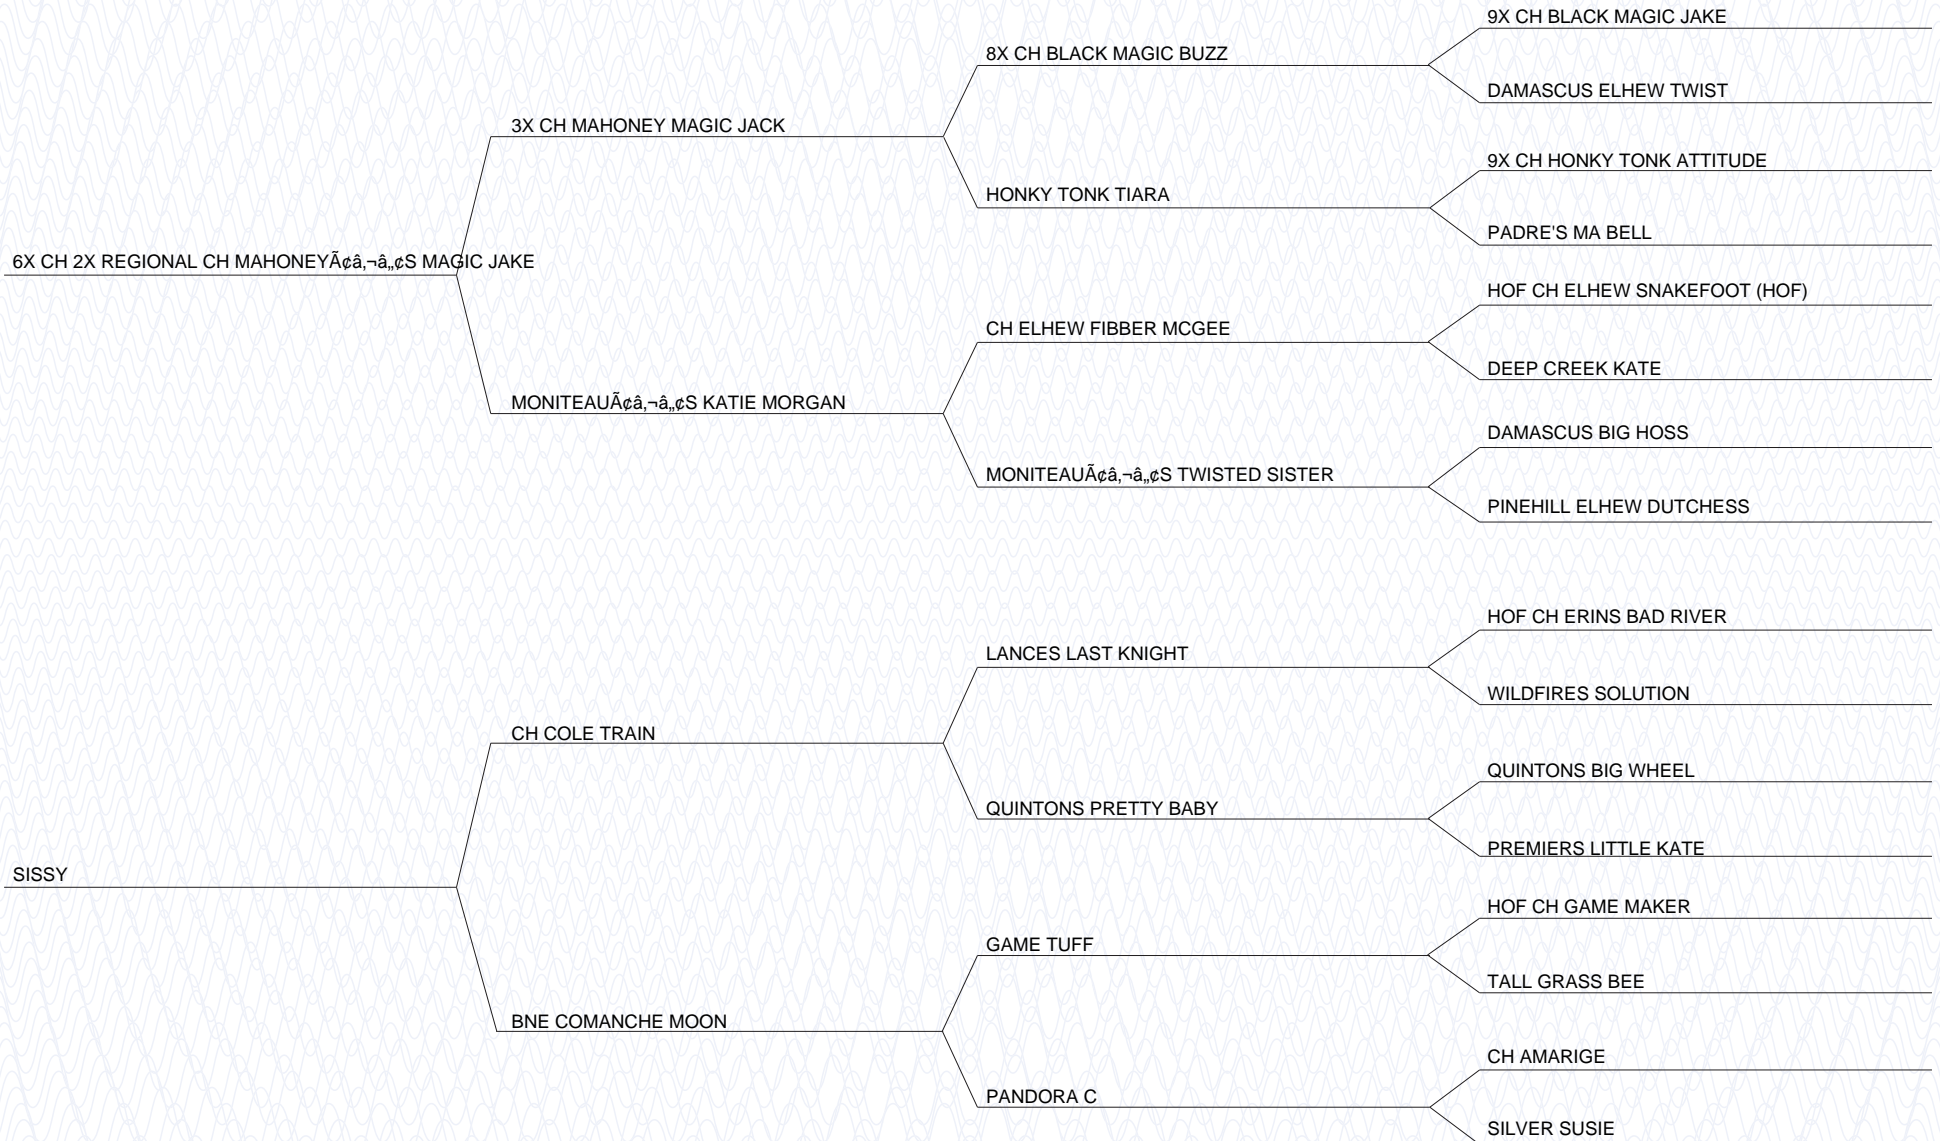 9X CH BLACK MAGIC JAKE
8X CH BLACK MAGIC BUZZ
DAMASCUS ELHEW TWIST
3X CH MAHONEY MAGIC JACK
9X CH HONKY TONK ATTITUDE
HONKY TONK TIARA
PADRE'S MA BELL
6X CH 2X REGIONAL CH MAHONEYÃ¢â‚¬â„¢S MAGIC JAKE
HOF CH ELHEW SNAKEFOOT (HOF)
CH ELHEW FIBBER MCGEE
DEEP CREEK KATE
MONITEAUÃ¢â‚¬â„¢S KATIE MORGAN
DAMASCUS BIG HOSS
MONITEAUÃ¢â‚¬â„¢S TWISTED SISTER
PINEHILL ELHEW DUTCHESS
HOF CH ERINS BAD RIVER
LANCES LAST KNIGHT
WILDFIRES SOLUTION
CH COLE TRAIN
QUINTONS BIG WHEEL
QUINTONS PRETTY BABY
PREMIERS LITTLE KATE
SISSY
HOF CH GAME MAKER
GAME TUFF
TALL GRASS BEE
BNE COMANCHE MOON
CH AMARIGE
PANDORA C
SILVER SUSIE